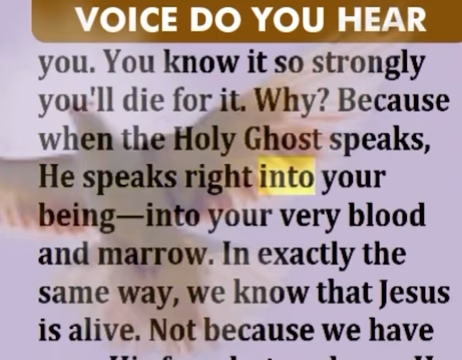 VOICE DO YOU HEAR
you. You know it so strongly
you'll die for it. Why? Because
when the Holy Ghost speaks,
He speaks right into your
being—into your very blood
and marrow. In exactly the
same way, we know that Jesus
is alive. Not because we have